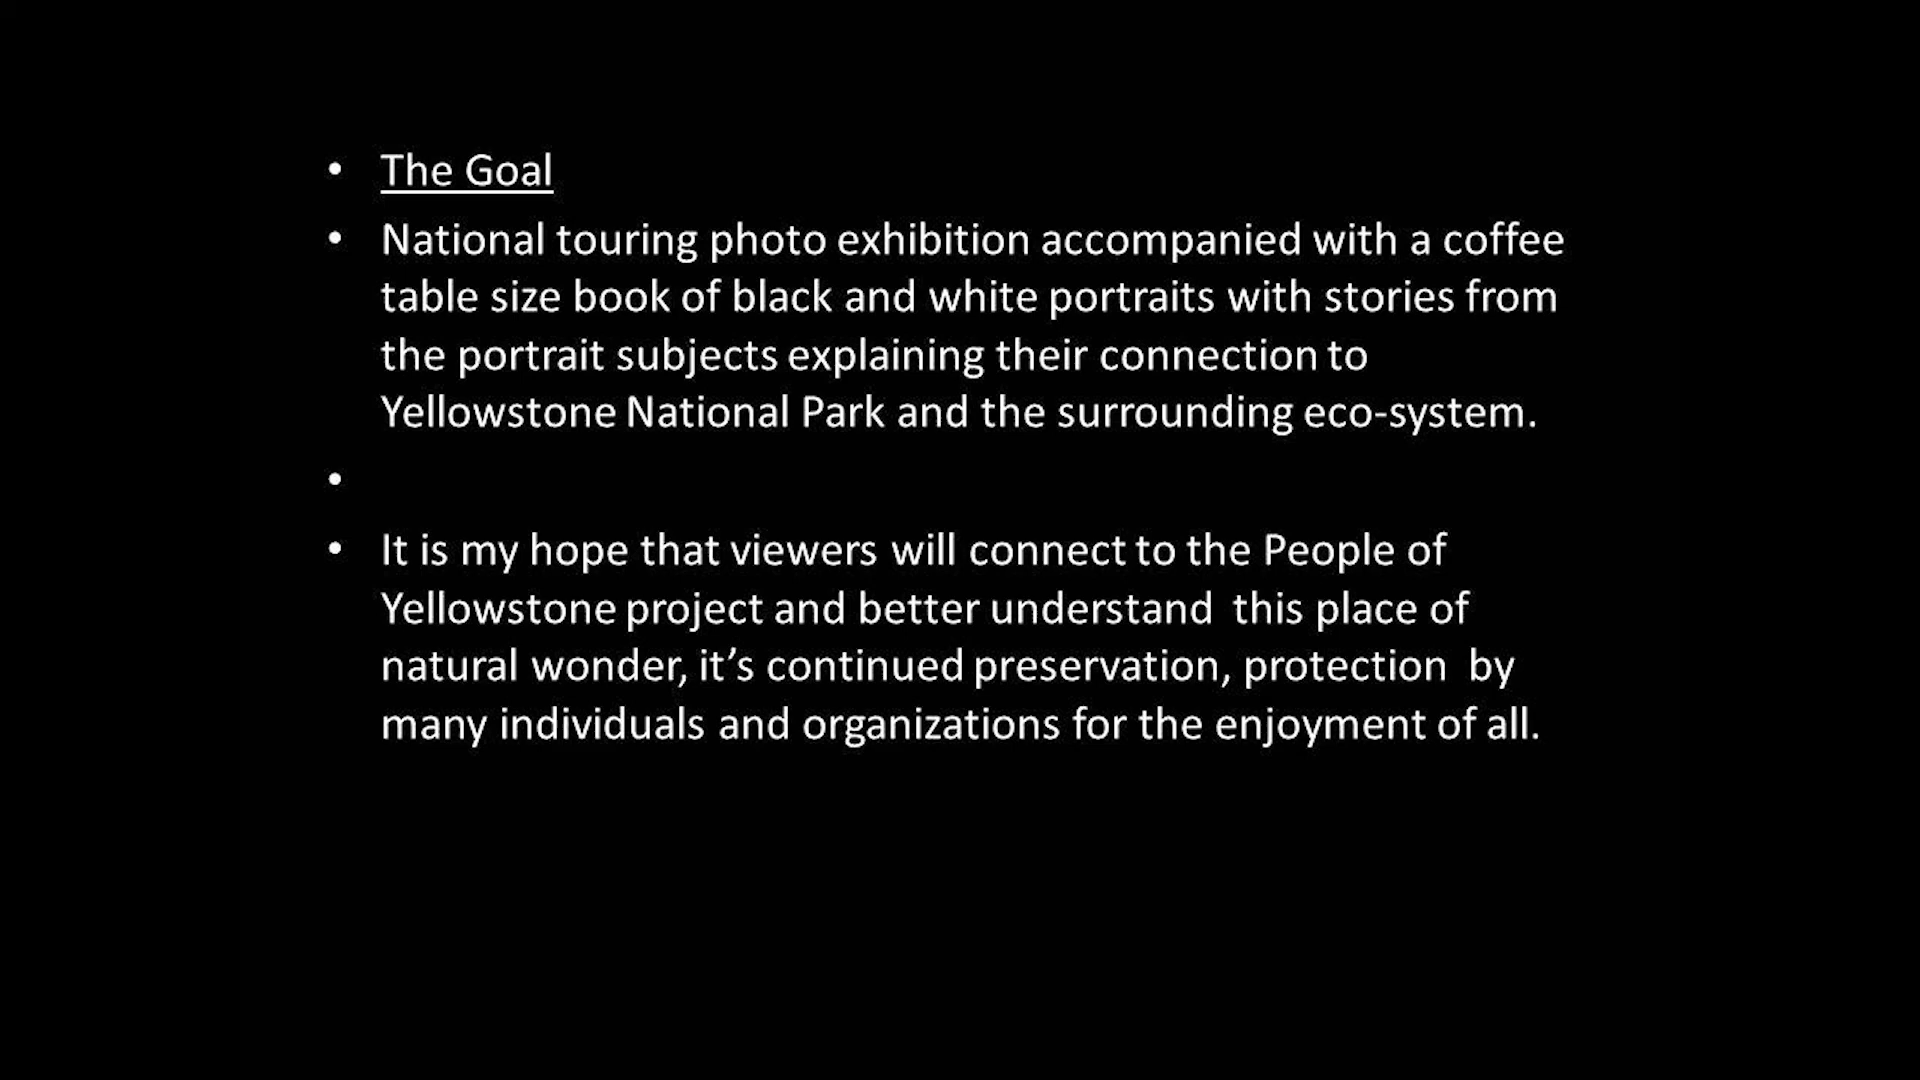 • The Goal
• National touring photo exhibition accompanied with a coffee
table size book of black and white portraits with stories from
the portrait subjects explaining their connection to
Yellowstone National Park and the surrounding eco-system.
•
• It is my hope that viewers will connect to the People of
Yellowstone project and better understand  this place of
natural wonder, it’s continued preservation, protection  by
many individuals and organizations for the enjoyment of all.